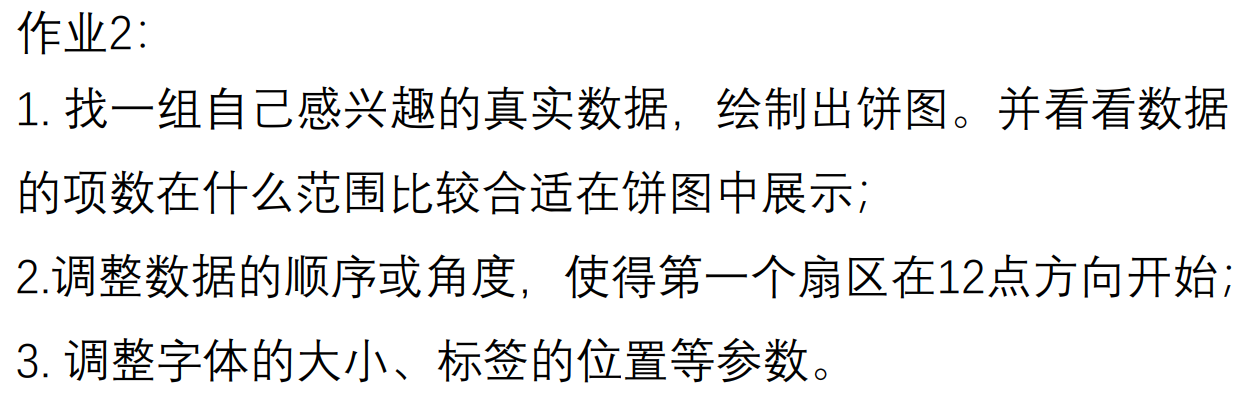 作业2：
1. 找一组自己感兴趣的真实数据，绘制出饼图。并看看数据
的项数在什么范围比较合适在饼图中展示；
2.调整数据的顺序或角度，使得第一个扇区在12点方向开始；
3. 调整字体的大小、标签的位置等参数。